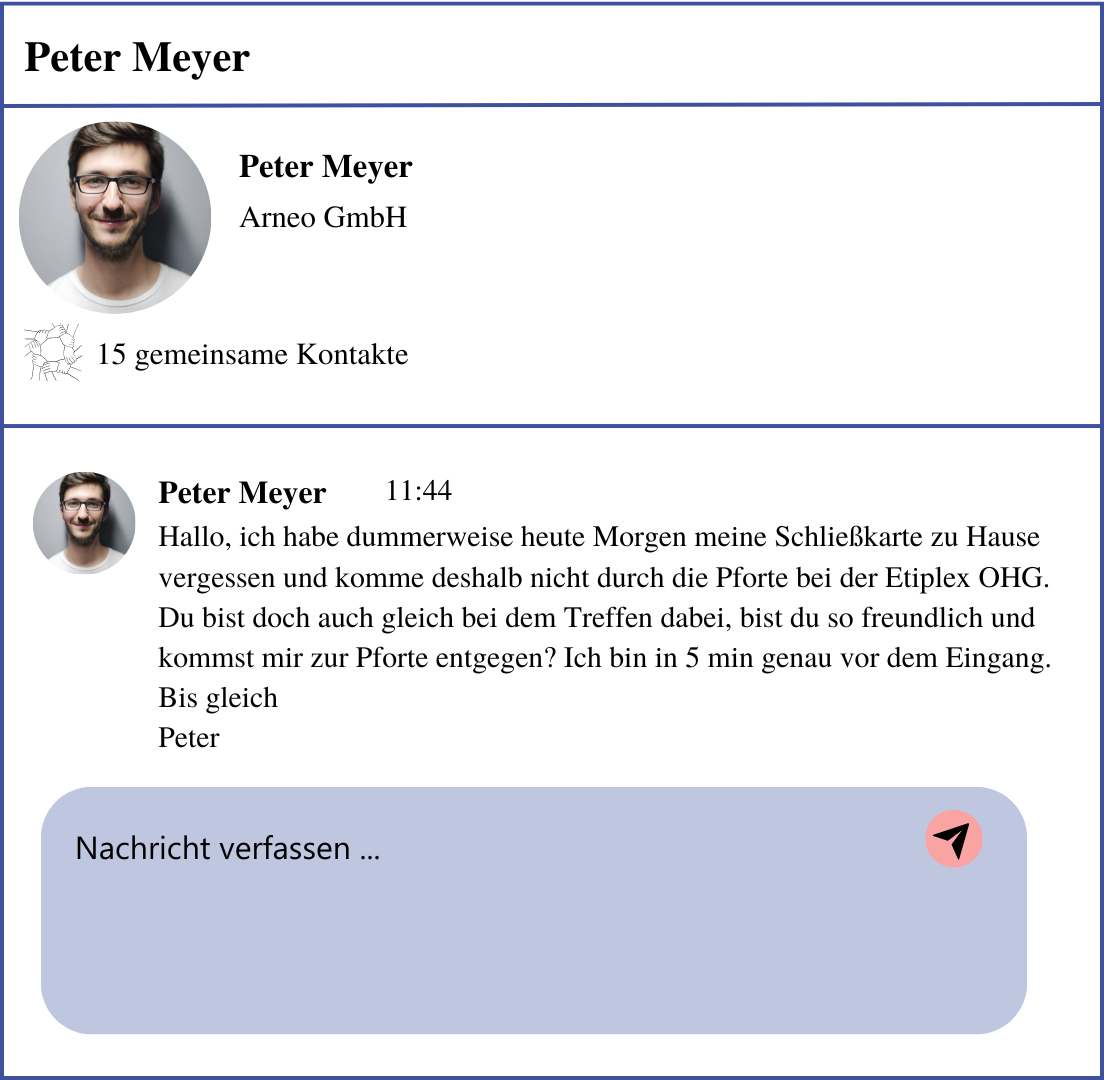 Peter Meyer
Peter Meyer
Arneo GmbH
15 gemeinsame Kontakte
Peter Meyer 11:44
Hallo, ich habe dummerweise heute Morgen meine Schließkarte zu Hause
vergessen und komme deshalb nicht durch die Pforte bei der Etiplex OHG.
Du bist doch auch gleich bei dem Treffen dabei, bist du so freundlich und
kommst mir zur Pforte entgegen? Ich bin in 5 min genau vor dem Eingang.
Bis gleich
Peter
Nachricht verfassen ...